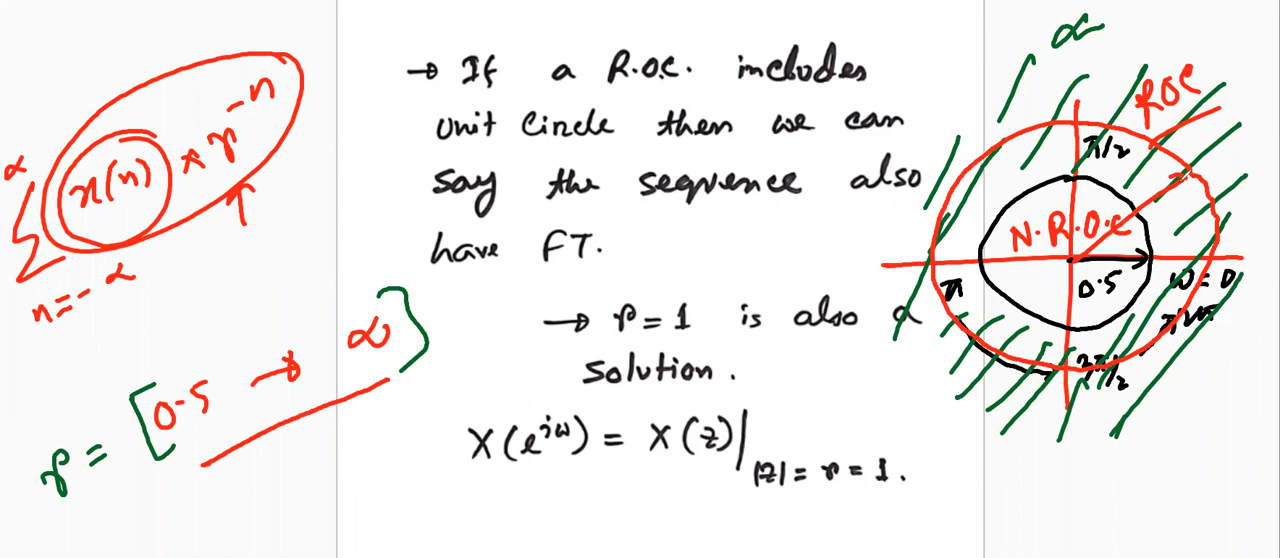 x(n) * r^-n
∝
n = - ∝
r = [0.5 → ∝]
→ If a R.O.C. includes
Unit Circle then we can
say the sequence also
have FT.
→ r = 1 is also a
solution.
X(e^jω) = X(z)| |z| = r = 1.
∝
ROC
π/2
N.R.O.C
0.5
π
ω = 0
3π/2